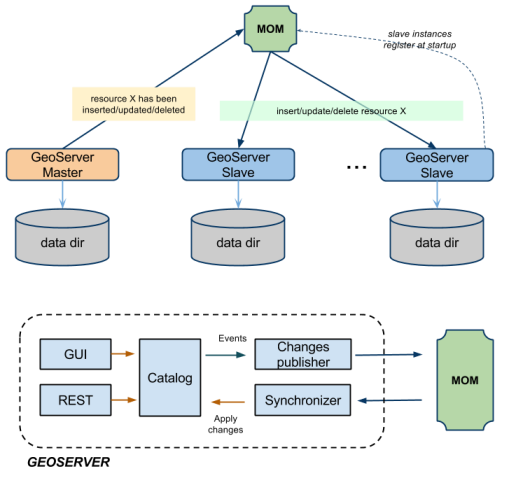 MOM
slave instances
register at startup
resource X has been
inserted/updated/deleted
insert/update/delete resource X
GeoServer
Master
GeoServer
Slave
...
GeoServer
Slave
data dir
data dir
data dir
GUI
REST
Catalog
Events
Changes
publisher
Synchronizer
Apply
changes
MOM
GEOSERVER